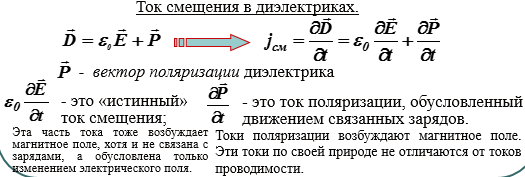 Ток смещения в диэлектриках.
D⃗ = ε₀E⃗ + P⃗ ⇒ j⃗см = ∂D⃗/∂t = ε₀ ∂E⃗/∂t + ∂P⃗/∂t
P⃗ - вектор поляризации диэлектрика
ε₀ ∂E⃗/∂t - это «истинный»
ток смещения;
Эта часть тока тоже возбуждает
магнитное поле, хотя и не связана с
зарядами, а обусловлена только
изменением электрического поля.
∂P⃗/∂t - это ток поляризации, обусловленный
движением связанных зарядов.
Токи поляризации возбуждают магнитное поле.
Эти токи по своей природе не отличаются от токов
проводимости.